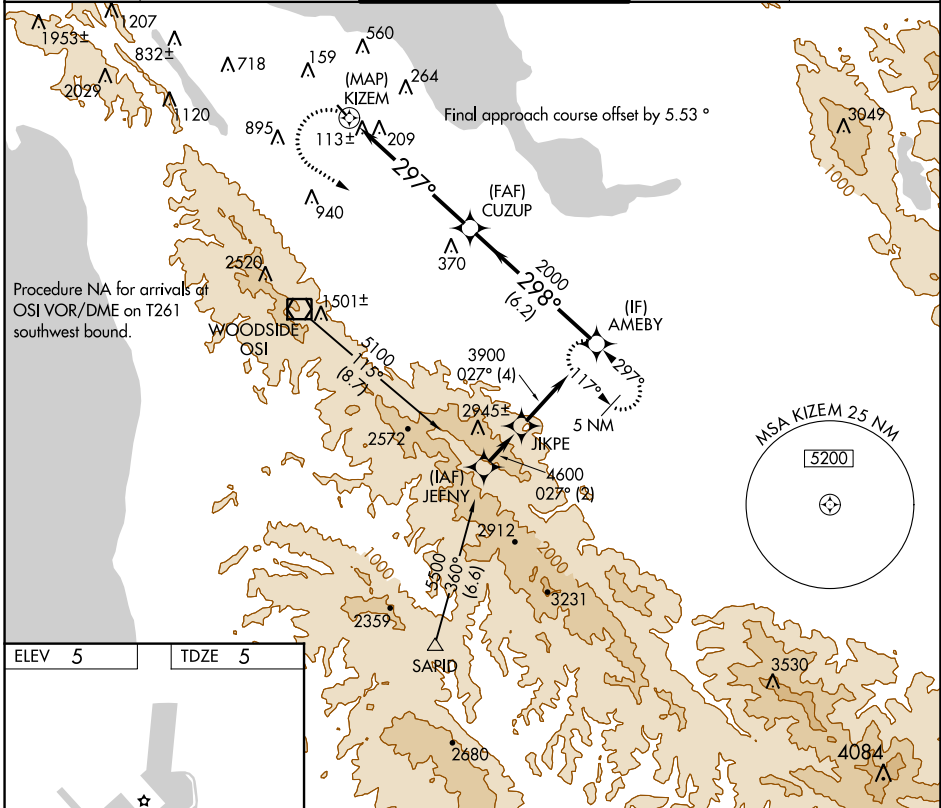 1207
1953±
832±
560
718
159
(MAP)
KIZEM
264
2029
1120
Final approach course offset by 5.53 °
3049
895
113±
209
1000
297°
(FAF)
CUZUP
940
370
2520
2000
298°
(6.2)
Procedure NA for arrivals at
OSI VOR/DME on T261
southwest bound.
1501±
WOODSIDE
OSI
(IF)
AMEBY
5100
115°
(8.7)
3900
027° (4)
117°
297°
5 NM
2945±
2572
JIKPE
MSA KIZEM 25 NM
5200
(IAF)
JEFNY
4600
027° (2)
2912
2000
1000
5500
360°
(6.6)
3231
2359
SAPID
ELEV 5
TDZE 5
3530
2680
4084